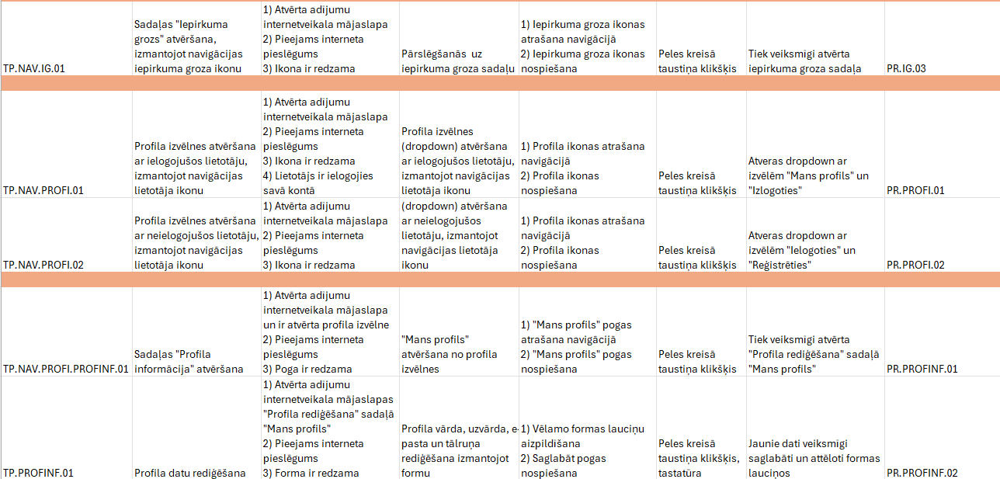 TP.NAV.IG.01
Sadaļas "Iepirkuma
grozs" atvēršana,
izmantojot navigācijas
iepirkuma groza ikonu
1) Atvērta adījumu
internetveikala mājaslapa
2) Pieejams interneta
pieslēgums
3) Ikona ir redzama
Pārslēgšanās  uz
iepirkuma groza sadaļu
1) Iepirkuma groza ikonas
atrašana navigācijā
2) Iepirkuma groza ikonas
nospiešana
Peles kreisā
taustiņa klikšķis
Tiek veiksmīgi atvērta
iepirkuma groza sadaļa
PR.IG.03
TP.NAV.PROFI.01
Profila izvēlnes atvēršana
ar ielogojušos lietotāju,
izmantojot navigācijas
lietotāja ikonu
1) Atvērta adījumu
internetveikala mājaslapa
2) Pieejams interneta
pieslēgums
3) Ikona ir redzama
4) Lietotājs ir ielogojies
savā kontā
Profila izvēlnes
(dropdown) atvēršana
ar ielogojušos lietotāju,
izmantojot navigācijas
lietotāja ikonu
1) Profila ikonas atrašana
navigācijā
2) Profila ikonas
nospiešana
Peles kreisā
taustiņa klikšķis
Atveras dropdown ar
izvēlēm "Mans profils" un
"Izlogoties"
PR.PROFI.01
TP.NAV.PROFI.02
Profila izvēlnes atvēršana
ar neielogojušos lietotāju,
izmantojot navigācijas
lietotāja ikonu
1) Atvērta adījumu
internetveikala mājaslapa
2) Pieejams interneta
pieslēgums
3) Ikona ir redzama
(dropdown) atvēršana
ar neielogojušos
lietotāju, izmantojot
navigācijas lietotāja
ikonu
1) Profila ikonas atrašana
navigācijā
2) Profila ikonas
nospiešana
Peles kreisā
taustiņa klikšķis
Atveras dropdown ar
izvēlēm "Ielogoties" un
"Reģistrēties"
PR.PROFI.02
TP.NAV.PROFI.PROFINF.01
Sadaļas "Profila
informācija" atvēršana
1) Atvērta adījumu
internetveikala mājaslapa
un ir atvērta profila izvēlne
2) Pieejams interneta
pieslēgums
3) Poga ir redzama
"Mans profils"
atvēršana no profila
izvēlnes
1) "Mans profils" pogas
atrašana navigācijā
2) "Mans profils" pogas
nospiešana
Peles kreisā
taustiņa klikšķis
Tiek veiksmīgi atvērta
"Profila rediģēšana" sadaļā
"Mans profils"
PR.PROFINF.01
TP.PROFINF.01
Profila datu rediģēšana
1) Atvērta adījumu
internetveikala mājaslapas
"Profila rediģēšana" sadaļā
"Mans profils"
2) Pieejams interneta
pieslēgums
3) Forma ir redzama
Profila vārda, uzvārda, e-
pasta un tālruņa
rediģēšana izmantojot
formu
1) Vēlamo formas lauciņu
aizpildīšana
2) Saglabāt pogas
nospiešana
Peles kreisā
taustiņa klikšķis,
tastatūra
Jaunie dati veiksmīgi
saglabāti un attēloti formas
lauciņos
PR.PROFINF.02